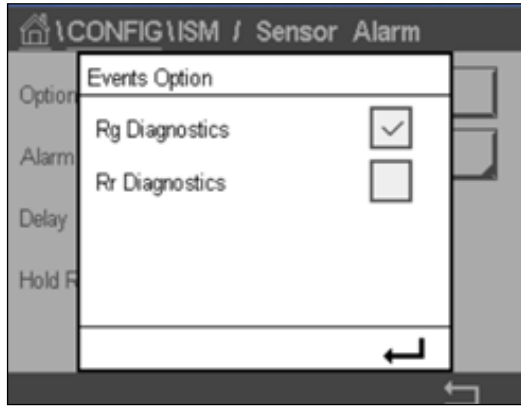 \CONFIG\ISM / Sensor Alarm
Events Option
Option
Rg Diagnostics
Alarm
Rr Diagnostics
Delay
Hold R